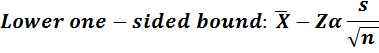 Lower one − sided bound: X̅ − Zα s/√n